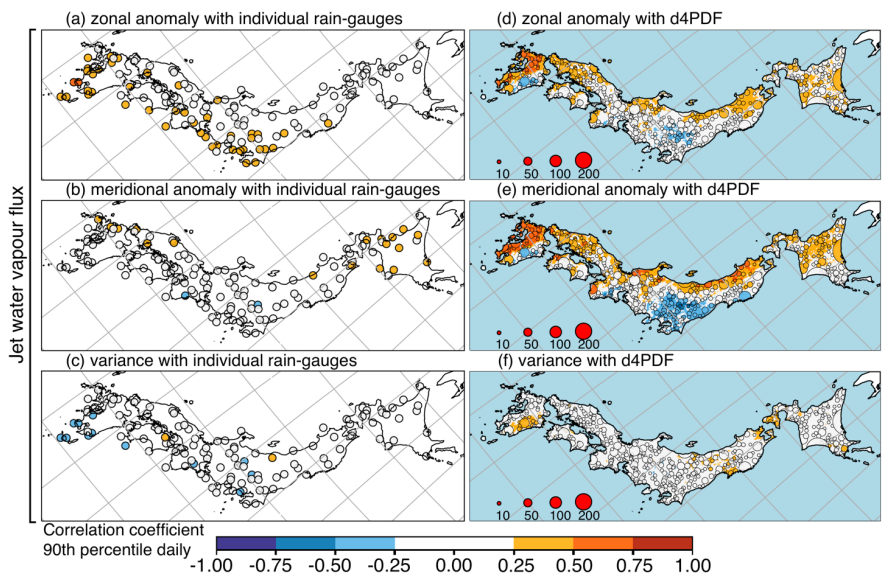 (a) zonal anomaly with individual rain-gauges
(d) zonal anomaly with d4PDF
10 50 100 200
(b) meridional anomaly with individual rain-gauges
(e) meridional anomaly with d4PDF
10 50 100 200
Jet water vapour flux
(c) variance with individual rain-gauges
(f) variance with d4PDF
10 50 100 200
Correlation coefficient
90th percentile daily
-1.00 -0.75 -0.50 -0.25 0.00 0.25 0.50 0.75 1.00